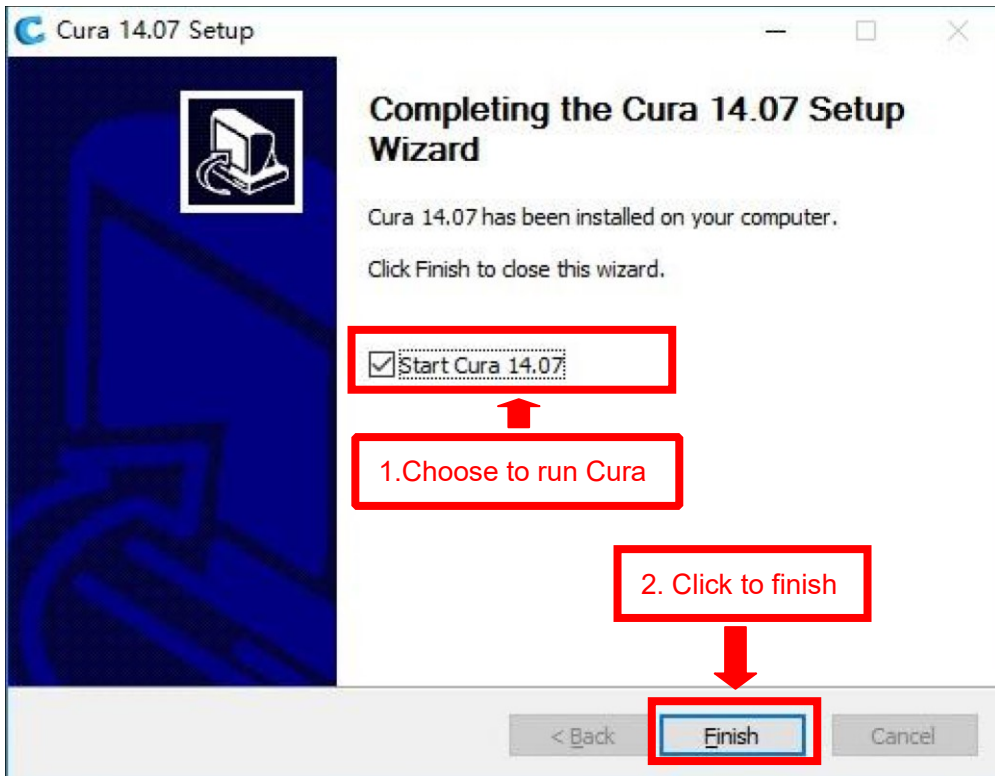 Cura 14.07 Setup
Completing the Cura 14.07 Setup
Wizard
Cura 14.07 has been installed on your computer.
Click Finish to close this wizard.
Start Cura 14.07
1.Choose to run Cura
2. Click to finish
< Back
Finish
Cancel